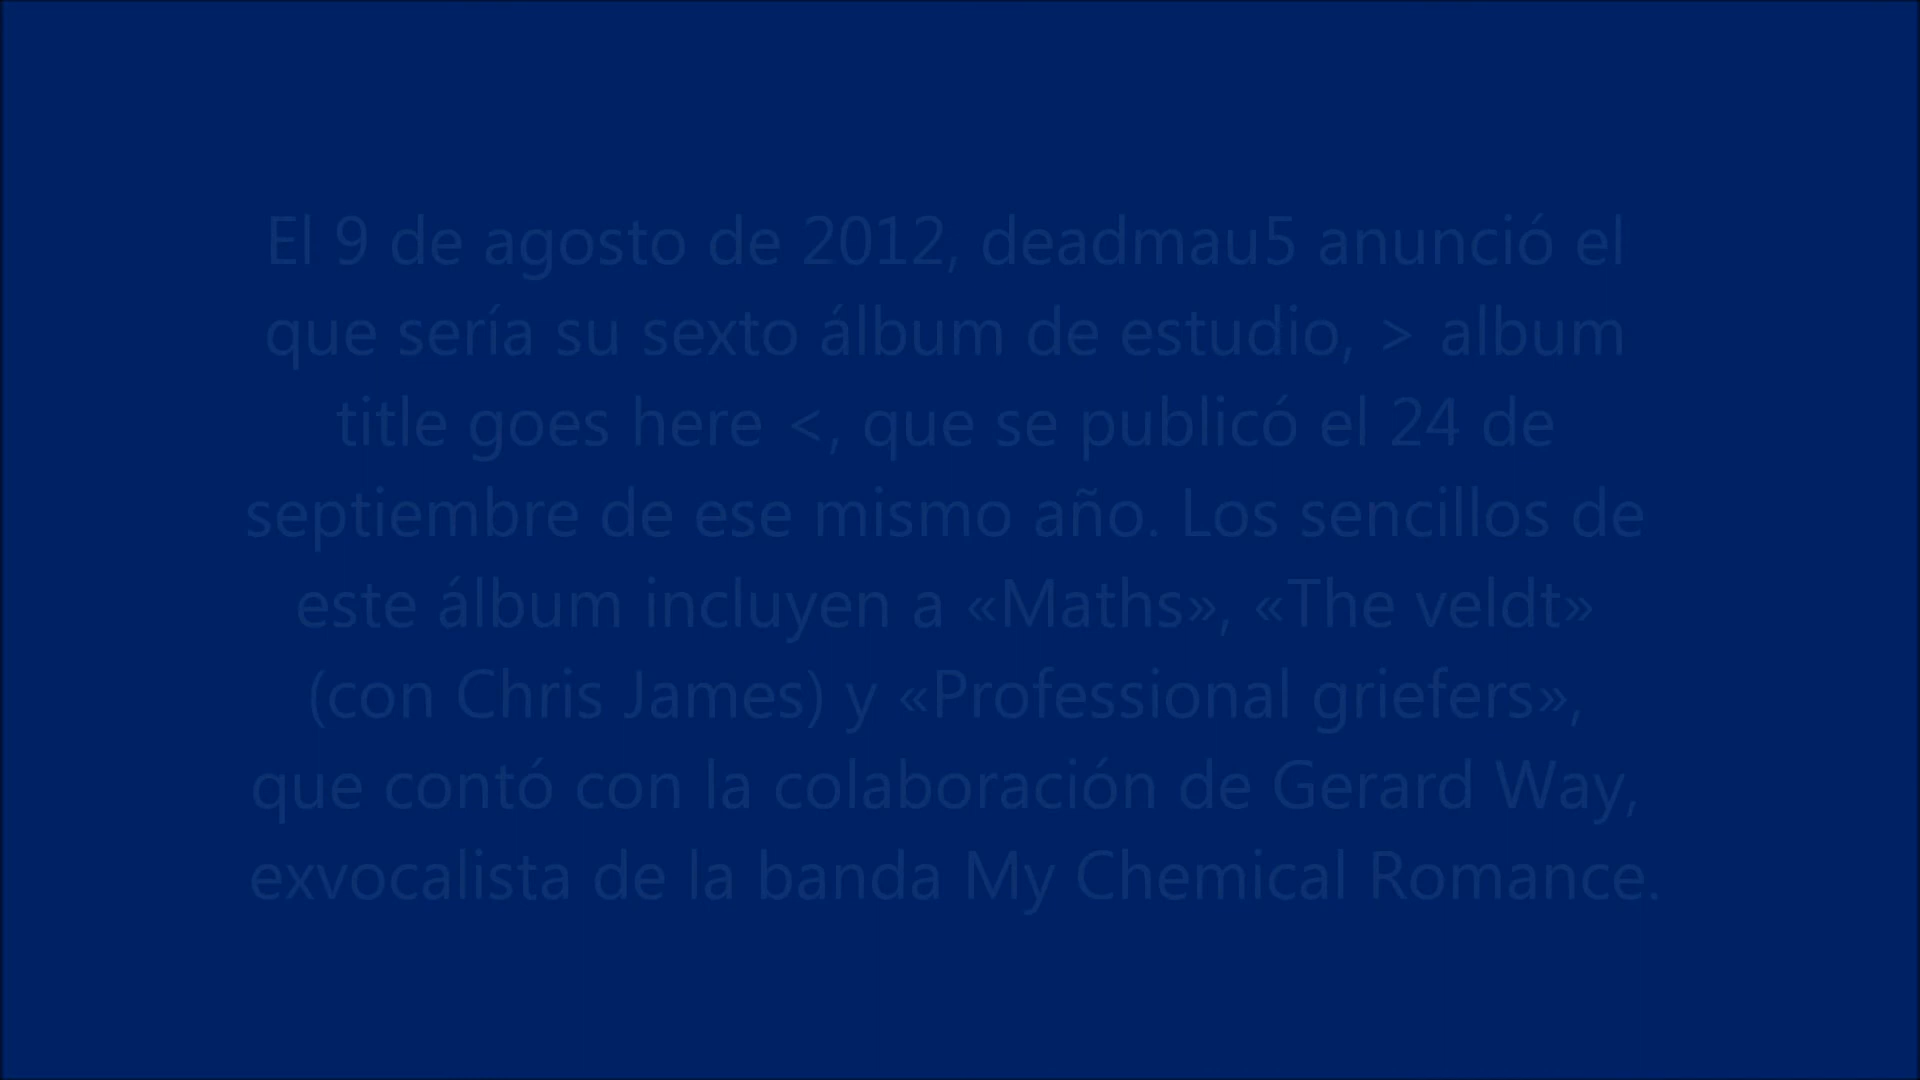 El 9 de agosto de 2012, deadmau5 anunció el
que sería su sexto álbum de estudio, > album
title goes here <, que se publicó el 24 de
septiembre de ese mismo año. Los sencillos de
este álbum incluyen a «Maths», «The veldt»
(con Chris James) y «Professional griefers»,
que contó con la colaboración de Gerard Way,
exvocalista de la banda My Chemical Romance.